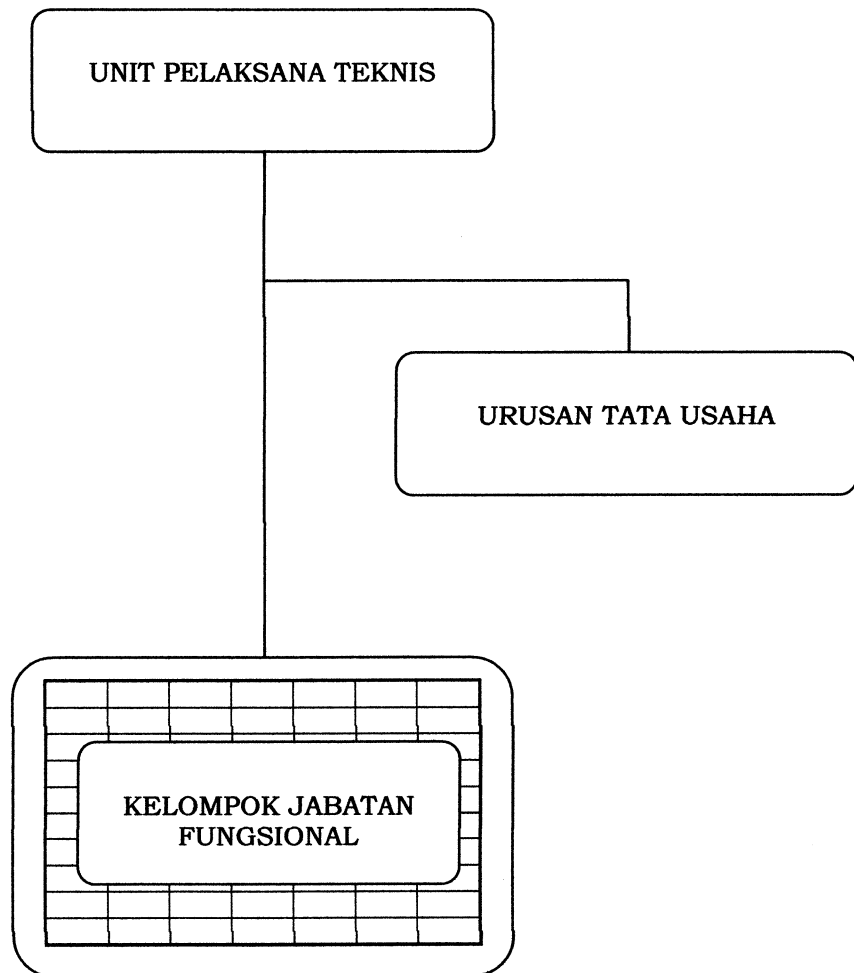 UNIT PELAKSANA TEKNIS
URUSAN TATA USAHA
KELOMPOK JABATAN
FUNGSIONAL